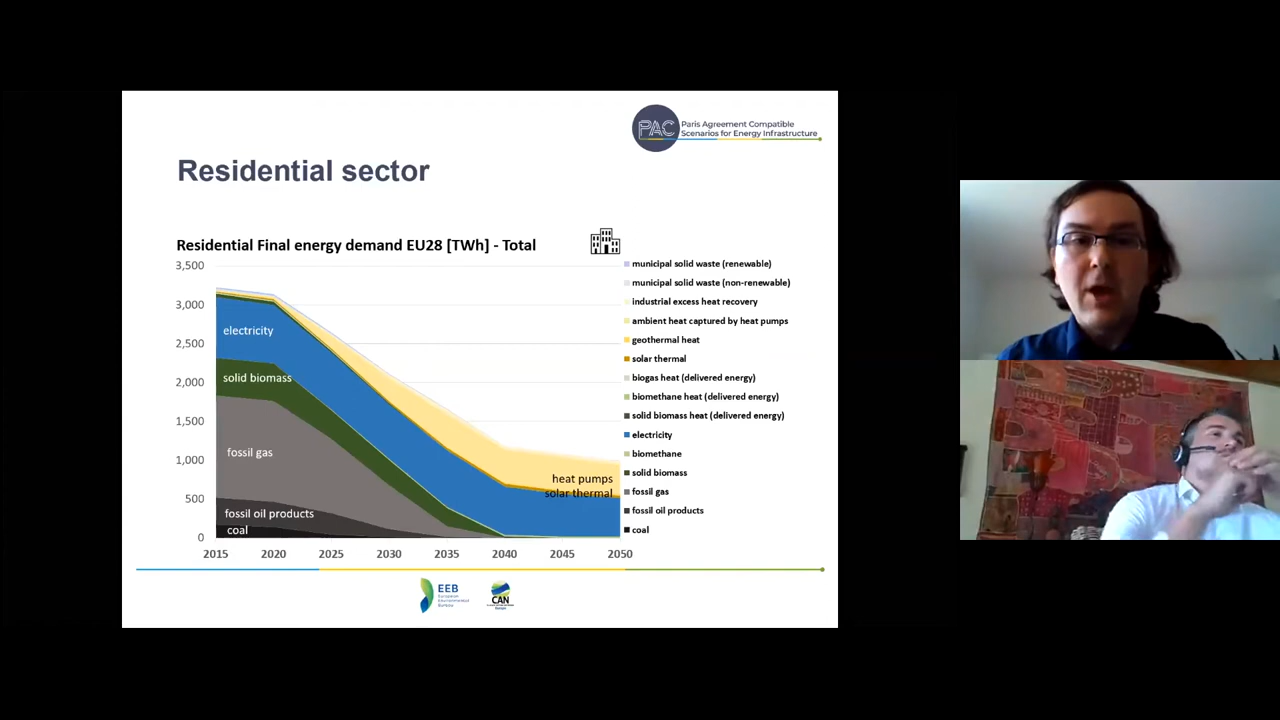 PAC
Paris Agreement Compatible
Scenarios for Energy Infrastructure
Residential sector
Residential Final energy demand EU28 [TWh] - Total
3,500
3,000
2,500
2,000
1,500
1,000
500
0
electricity
solid biomass
fossil gas
fossil oil products
coal
heat pumps
solar thermal
2015 2020 2025 2030 2035 2040 2045 2050
municipal solid waste (renewable)
municipal solid waste (non-renewable)
industrial excess heat recovery
ambient heat captured by heat pumps
geothermal heat
solar thermal
biogas heat (delivered energy)
biomethane heat (delivered energy)
solid biomass heat (delivered energy)
electricity
biomethane
solid biomass
fossil gas
fossil oil products
coal
EEB
European
Environmental
Bureau
CAN
Europe